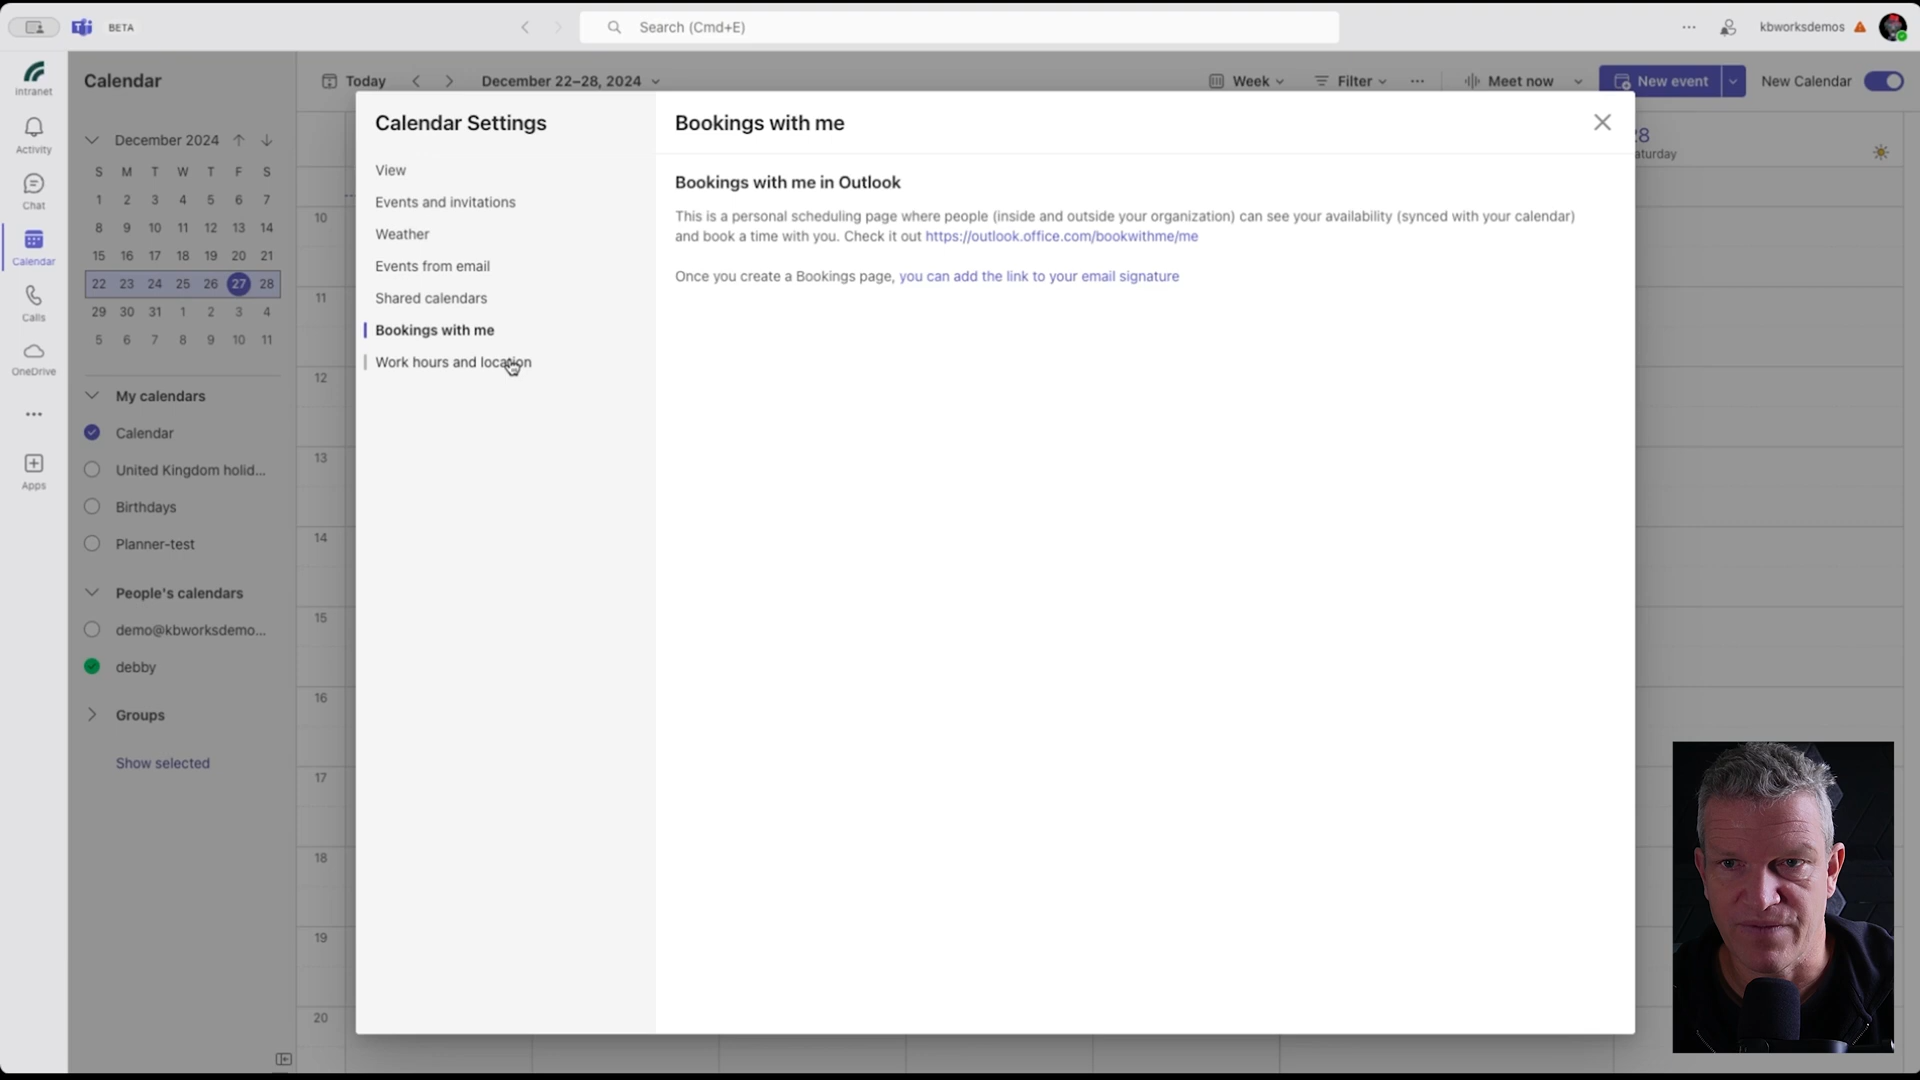 BETA
Search (Cmd+E)
kbworksdemos
Intranet
Activity
Chat
Calendar
Calls
OneDrive
Apps
Calendar
December 2024
S M T W T F S
1 2 3 4 5 6 7
8 9 10 11 12 13 14
15 16 17 18 19 20 21
22 23 24 25 26 27 28
29 30 31 1 2 3 4
5 6 7 8 9 10 11
My calendars
Calendar
United Kingdom holid...
Birthdays
Planner-test
People's calendars
demo@kbworksdemo...
debby
Groups
Show selected
Today
December 22–28, 2024
Week
Filter
Meet now
New event
New Calendar
10
11
12
13
14
15
16
17
18
19
20
Calendar Settings
View
Events and invitations
Weather
Events from email
Shared calendars
Bookings with me
Work hours and location
Bookings with me
Bookings with me in Outlook
This is a personal scheduling page where people (inside and outside your organization) can see your availability (synced with your calendar)
and book a time with you. Check it out https://outlook.office.com/bookwithme/me
Once you create a Bookings page, you can add the link to your email signature